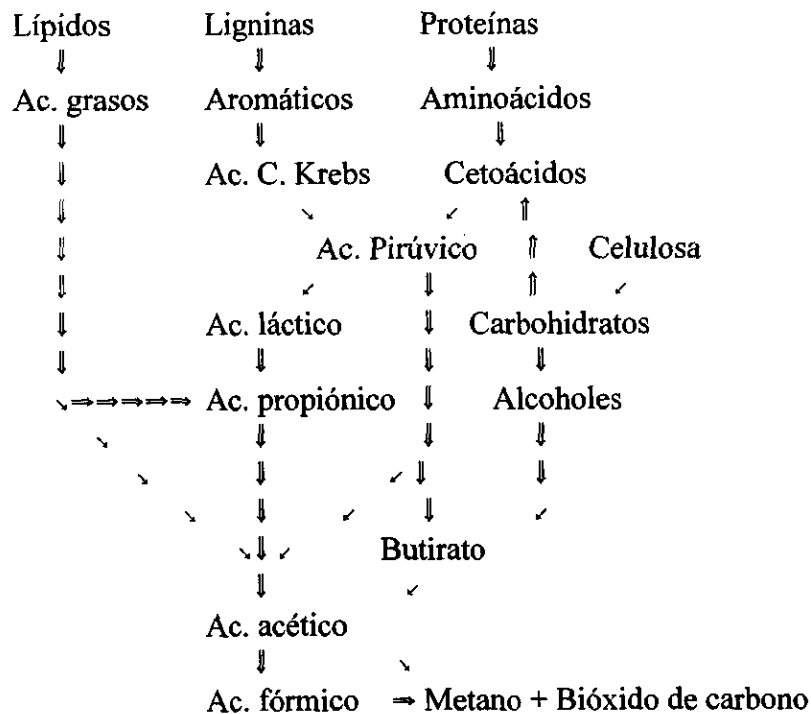 Lípidos Ligninas Proteínas
⇓ ⇓ ⇓
Ac. grasos Aromáticos Aminoácidos
⇓ ⇓ ⇓
⇓ Ac. C. Krebs Cetoácidos
⇓ ↘ ↙ ⇑
⇓ Ac. Pirúvico ⇑ Celulosa
⇓ ↙ ⇓ ⇑ ↙
⇓ Ac. láctico ⇓ Carbohidratos
⇓ ⇓ ⇓ ⇓
↘⇒⇒⇒⇒⇒ Ac. propiónico ⇓ Alcoholes
↘ ⇓ ⇓ ⇓
↘ ⇓ ↙ ⇓ ⇓
↘ ⇓ ↙ ⇓ ↙
↘⇓ ↙ Butirato
⇓ ↙
Ac. acético
⇓ ↘
Ac. fórmico ⇒ Metano + Bióxido de carbono